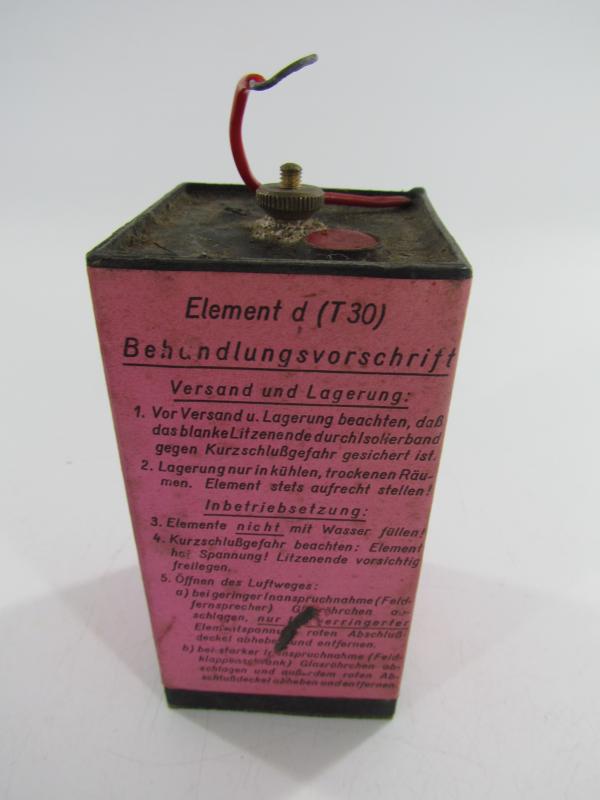 Element d (T30)
Behandlungsvorschrift
Versand und Lagerung:
1. Vor Versand u. Lagerung beachten, daß
das blanke Litzenende durch Isolierband
gegen Kurzschlußgefahr gesichert ist.
2. Lagerung nur in kühlen, trockenen Räu-
men. Element stets aufrecht stellen!
Inbetriebsetzung:
3. Elemente nicht mit Wasser füllen!
4. Kurzschlußgefahr beachten: Element
hat Spannung! Litzenende vorsichtig
freilegen.
5. Öffnen des Luftweges:
a) bei geringer Inanspruchnahme (Feld-
fernsprecher) Glasröhrchen ab-
schlagen, nur bei verringerter
Elementspannung roten Abschluß-
deckel abheben und entfernen.
b) bei starker Inanspruchnahme (Feld-
klappenschrank) Glasröhrchen ab-
schlagen und außerdem roten Ab-
schlußdeckel abheben und entfernen.